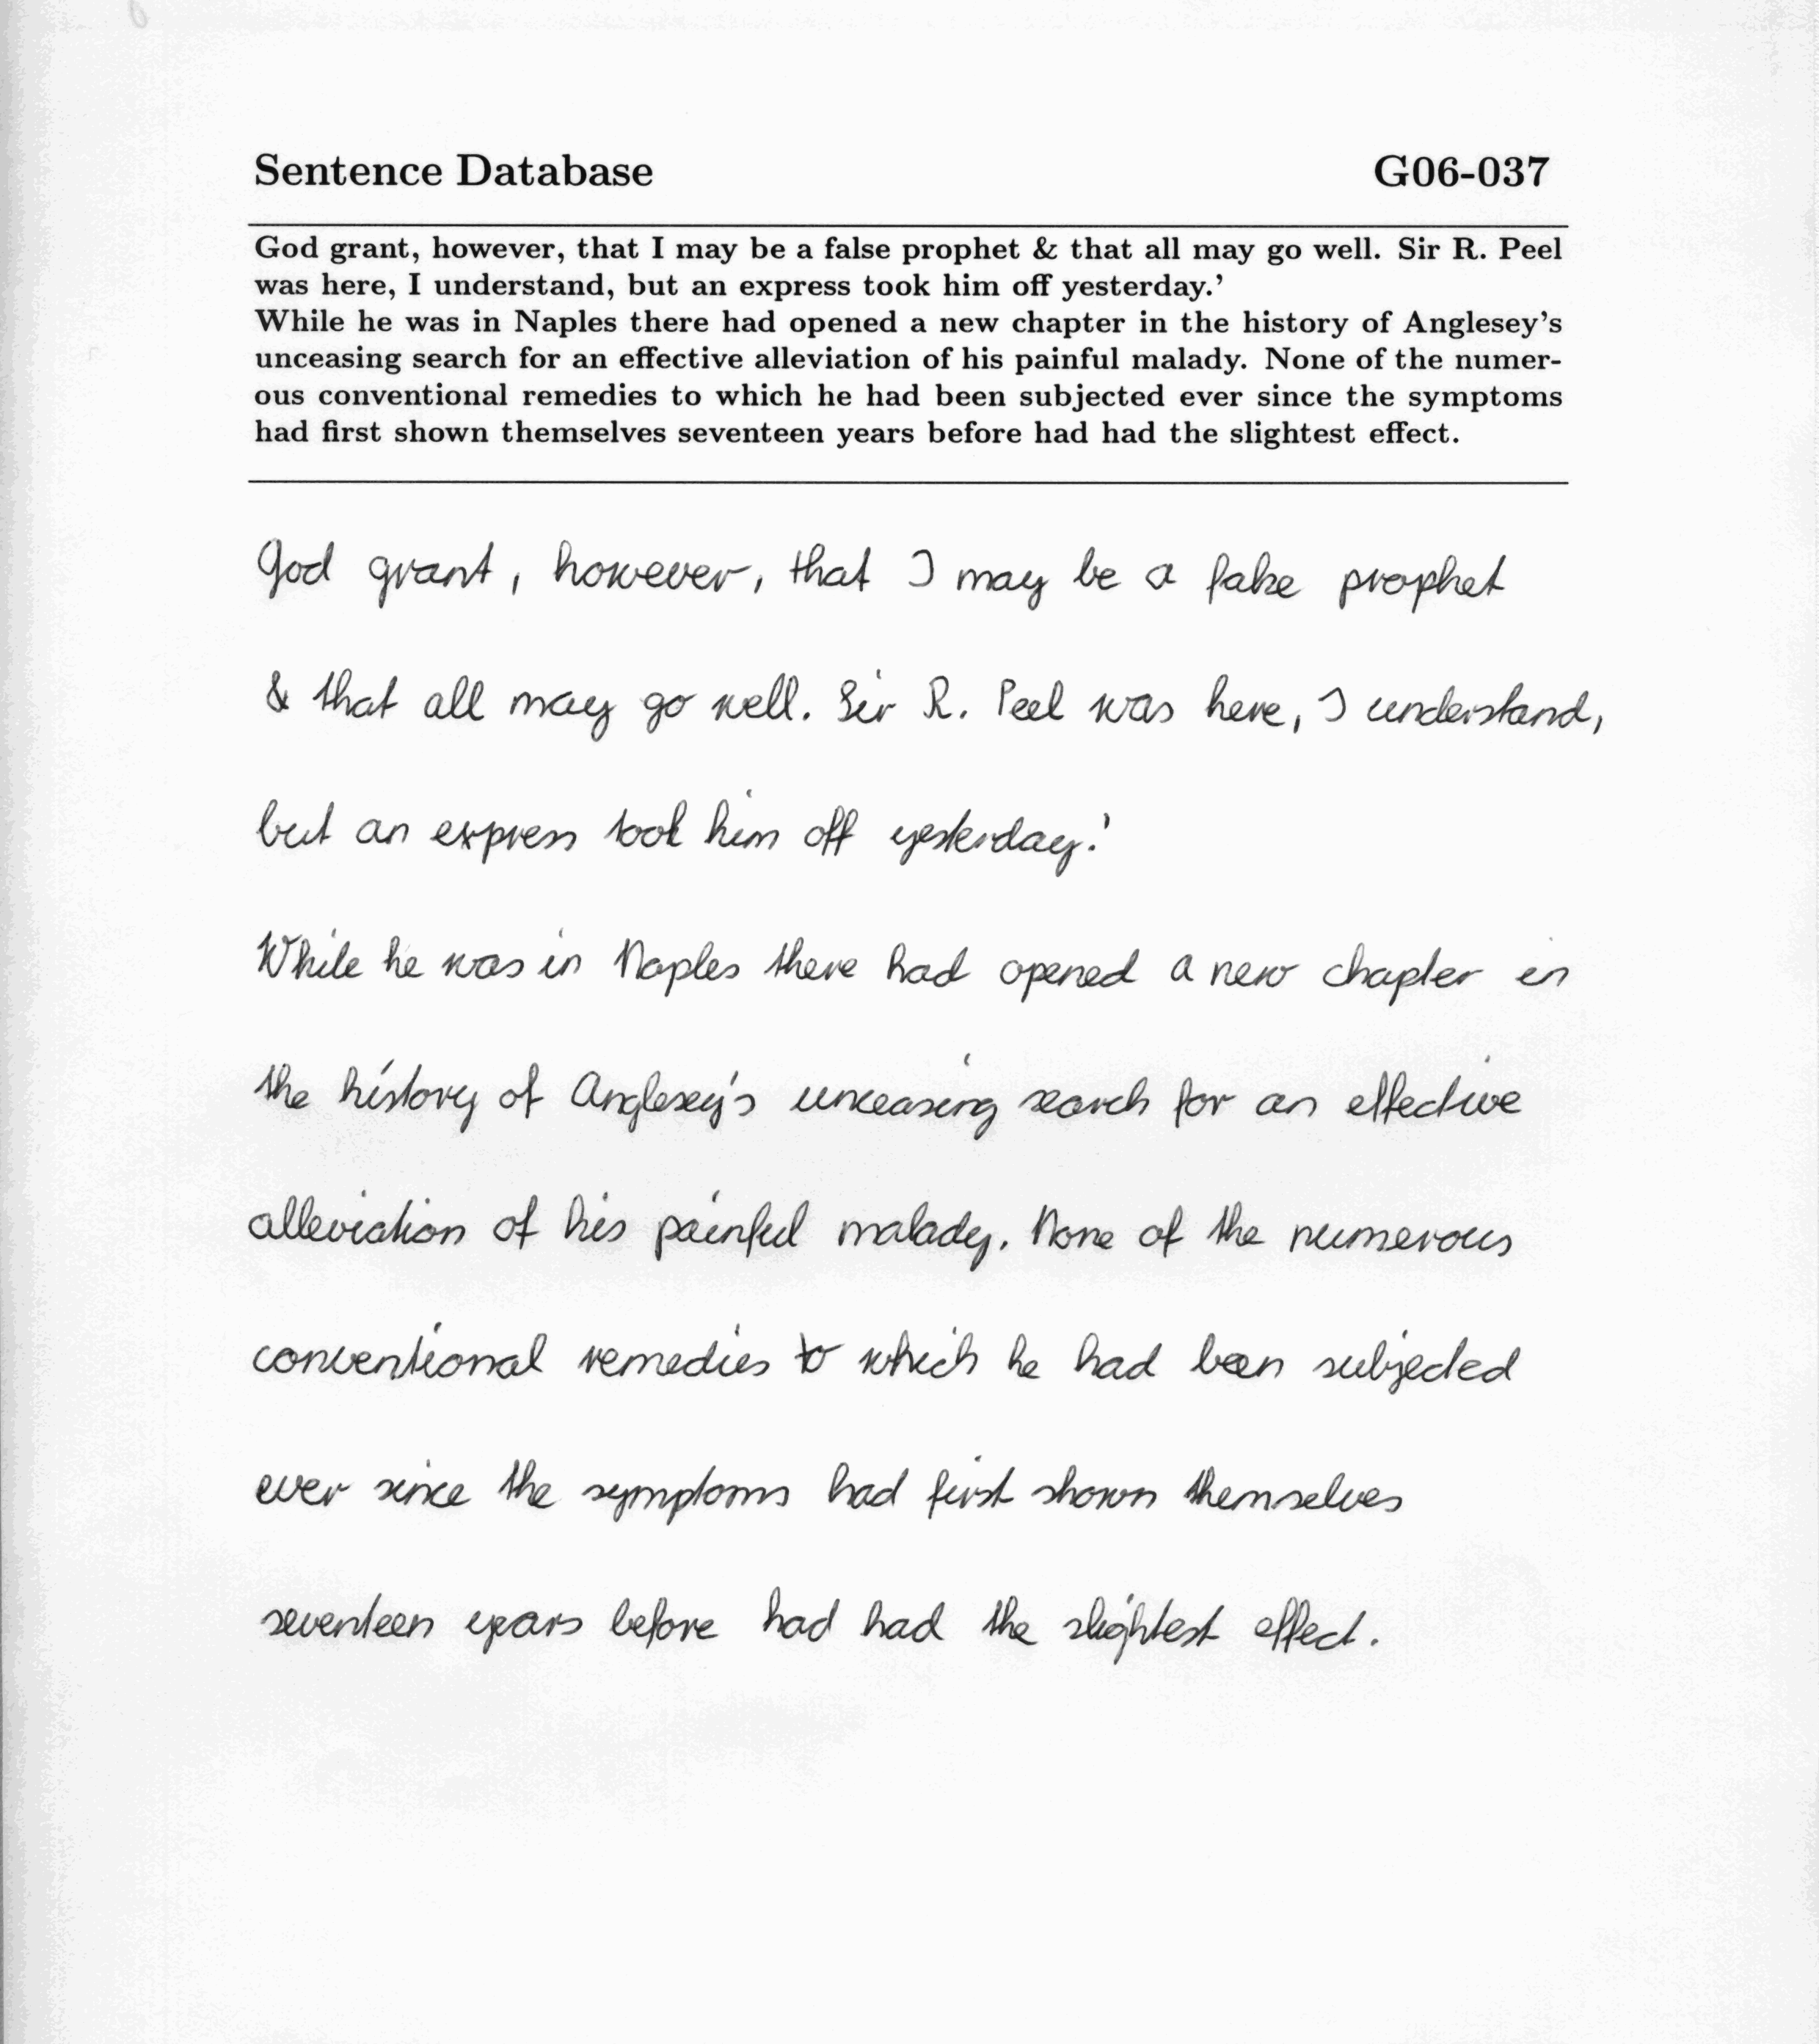 Sentence Database G06-037
God grant, however, that I may be a false prophet & that all may go well. Sir R. Peel
was here, I understand, but an express took him off yesterday.'
While he was in Naples there had opened a new chapter in the history of Anglesey's
unceasing search for an effective alleviation of his painful malady. None of the numer-
ous conventional remedies to which he had been subjected ever since the symptoms
had first shown themselves seventeen years before had had the slightest effect.
God grant, however, that I may be a false prophet
& that all may go well. Sir R. Peel was here, I understand,
but an express took him off yesterday.'
While he was in Naples there had opened a new chapter in
the history of Anglesey's unceasing search for an effective
alleviation of his painful malady. None of the numerous
conventional remedies to which he had been subjected
ever since the symptoms had first shown themselves
seventeen years before had had the slightest effect.